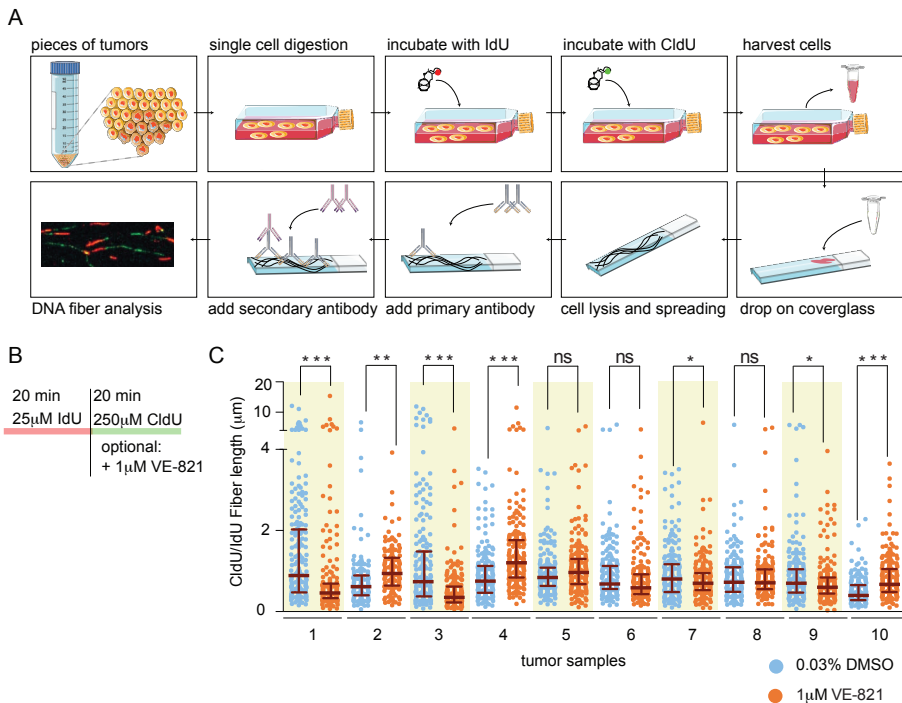 A
pieces of tumors
single cell digestion
incubate with IdU
incubate with CldU
harvest cells
DNA fiber analysis
add secondary antibody
add primary antibody
cell lysis and spreading
drop on coverglass
B
20 min
20 min
25μM IdU
250μM CldU
optional:
+ 1μM VE-821
C
CldU/IdU Fiber length (μm)
20
10
4
2
0
***
**
***
***
ns
ns
*
ns
*
***
1
2
3
4
5
6
7
8
9
10
tumor samples
0.03% DMSO
1μM VE-821